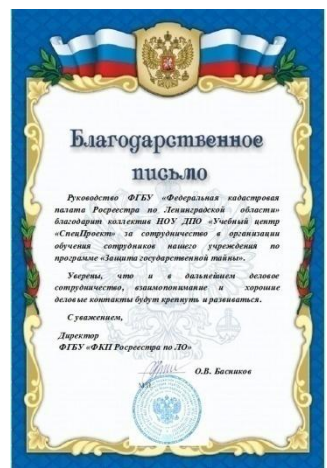 Благодарственное
письмо
Руководство ФГБУ «Федеральная кадастровая
палата Росреестра по Ленинградской области»
благодарит коллектив НОУ ДПО «Учебный центр
«СпецПроект» за сотрудничество в организации
обучения сотрудников нашего учреждения по
программе «Защита государственной тайны».
Уверены, что и в дальнейшем деловое
сотрудничество, взаимопонимание и хорошие
деловые контакты будут крепнуть и развиваться.
С уважением,
Директор
ФГБУ «ФКП Росреестра по ЛО»
О.В. Басников
МП